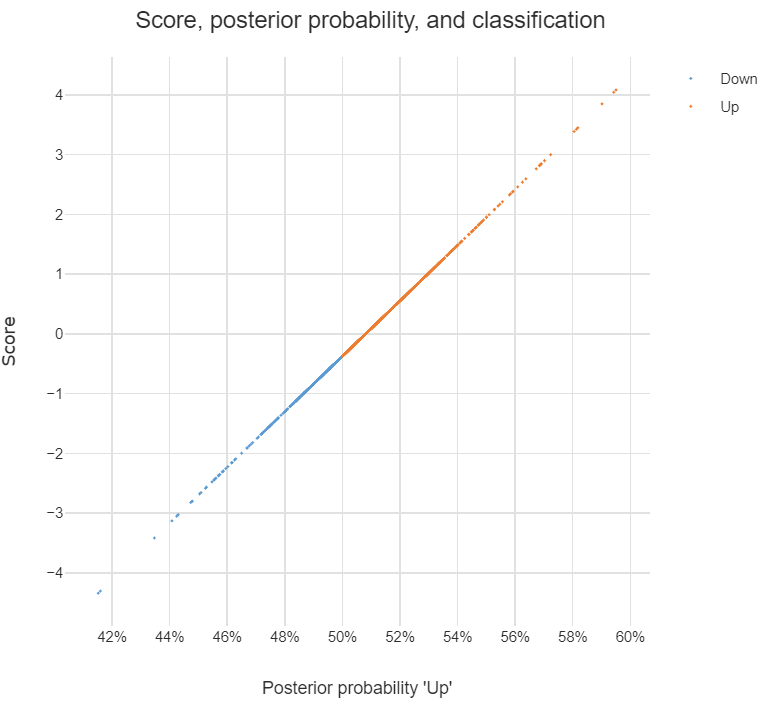 Score, posterior probability, and classification
Down
Up
Score
4
3
2
1
0
−1
−2
−3
−4
42% 44% 46% 48% 50% 52% 54% 56% 58% 60%
Posterior probability 'Up'